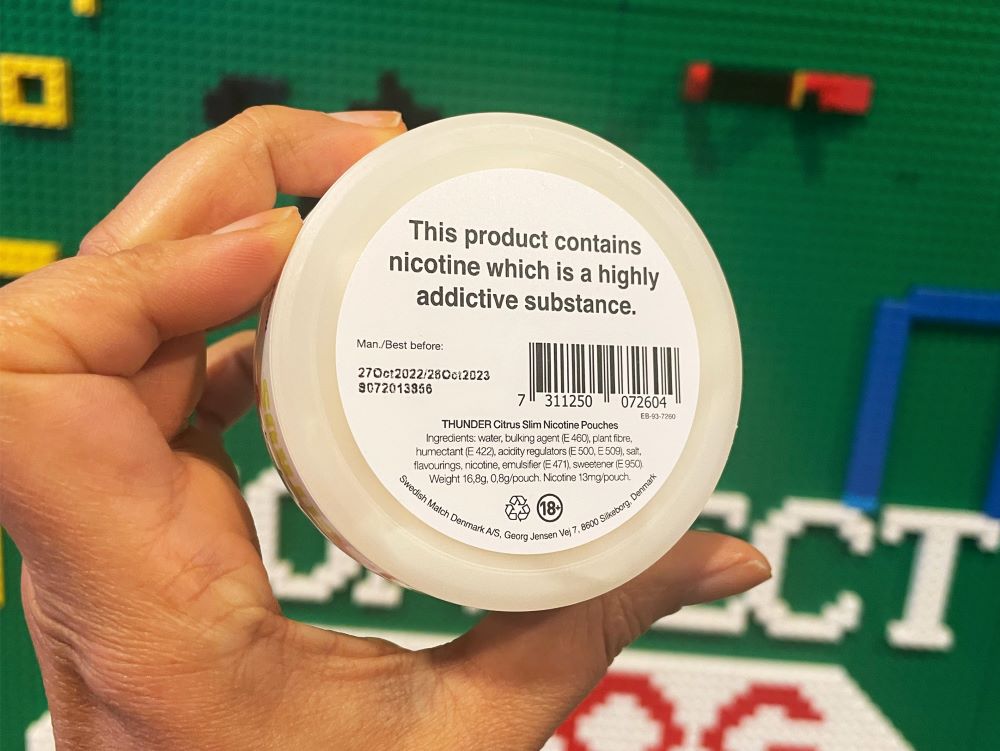 This product contains
nicotine which is a highly
addictive substance.
Man./Best before:
27Oct2022/26Oct2023
9072013956
7 311250 072604
EB-93-7260
THUNDER Citrus Slim Nicotine Pouches
Ingredients: water, bulking agent (E 460), plant fibre,
humectant (E 422), acidity regulators (E 500, E 509), salt,
flavourings, nicotine, emulsifier (E 471), sweetener (E 950).
Weight 16,8g, 0,8g/pouch. Nicotine 13mg/pouch.
18+
Swedish Match Denmark A/S, Georg Jensen Vej 7, 8600 Silkeborg, Denmark